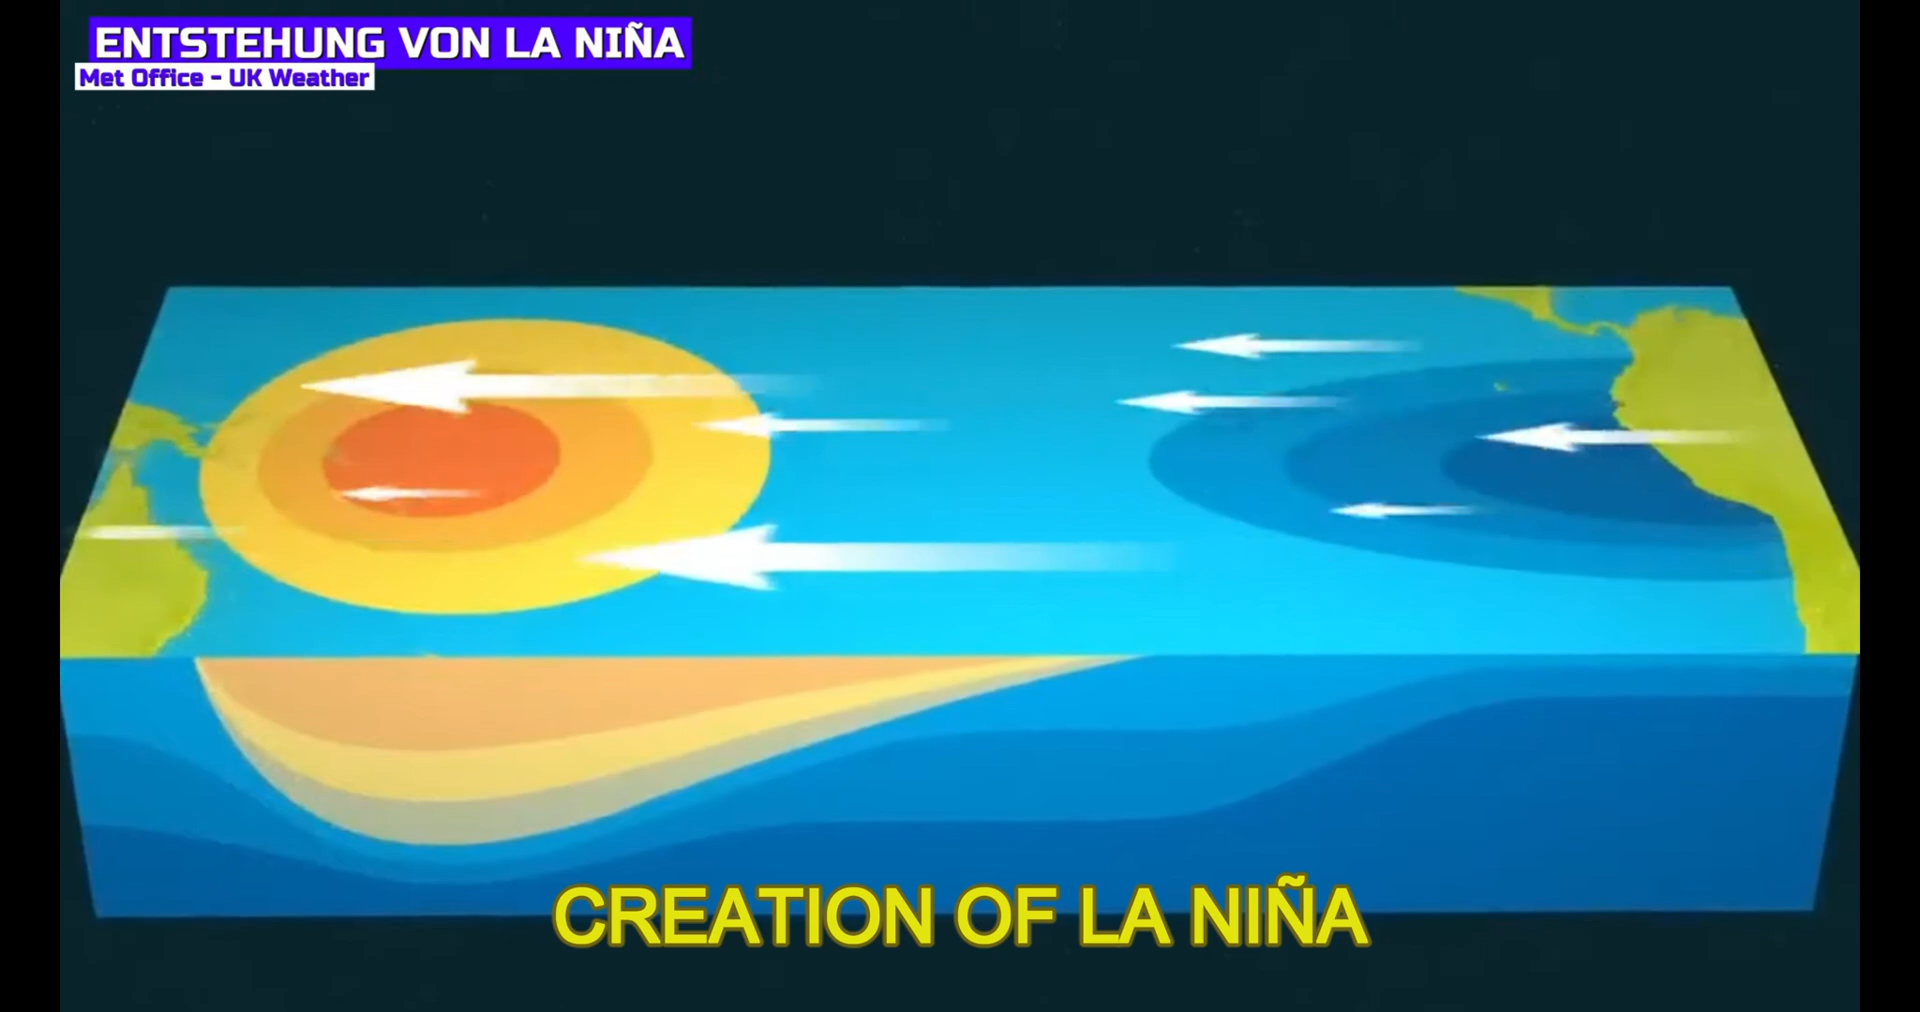 ENTSTEHUNG VON LA NIÑA
Met Office - UK Weather
CREATION OF LA NIÑA